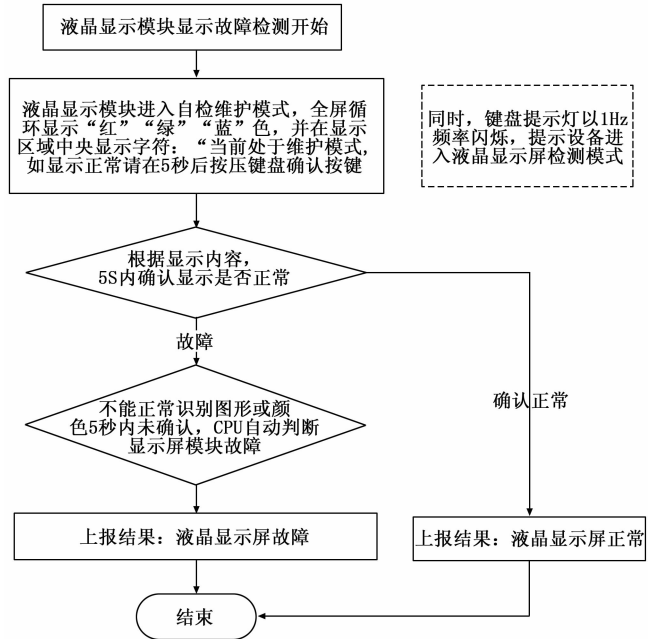 液晶显示模块显示故障检测开始
液晶显示模块进入自检维护模式，全屏循
环显示“红”“绿”“蓝”色，并在显示
区域中央显示字符：“当前处于维护模式，
如显示正常请在5秒后按压键盘确认按键
同时，键盘提示灯以1Hz
频率闪烁，提示设备进
入液晶显示屏检测模式
根据显示内容，
5S内确认显示是否正常
故障
不能正常识别图形或颜
色5秒内未确认，CPU自动判断
显示屏模块故障
确认正常
上报结果：液晶显示屏故障
上报结果：液晶显示屏正常
结束